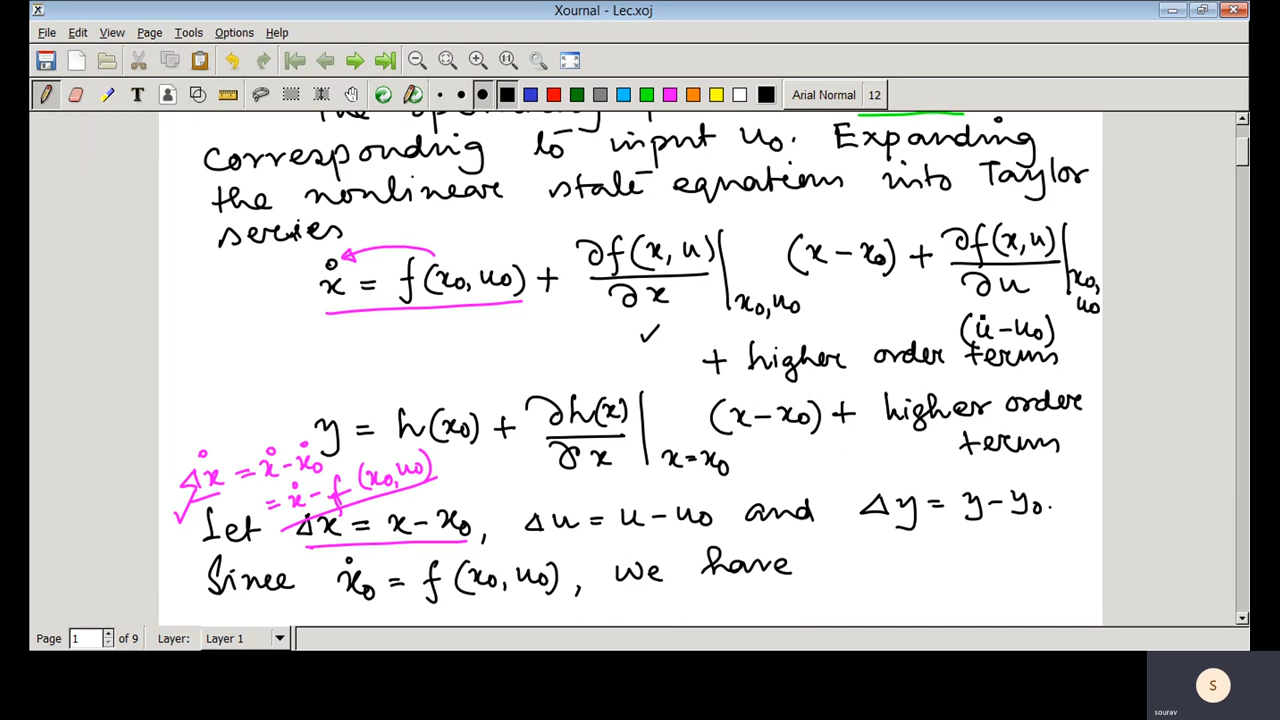 Xournal - Lec.xoj
File Edit View Page Tools Options Help
Arial Normal 12
The
corresponding to input u₀. Expanding
the nonlinear state equations into Taylor
series
ẋ = f(x₀, u₀) + ∂f(x, u)/∂x |x₀,u₀ (x - x₀) + ∂f(x, u)/∂u |x₀, u₀
(u - u₀)
+ higher order terms
y = h(x₀) + ∂h(x)/∂x |x=x₀ (x - x₀) + higher order
terms
Δẋ = ẋ - ẋ₀
= ẋ - f(x₀, u₀)
Let Δx = x - x₀, Δu = u - u₀ and Δy = y - y₀.
Since ẋ₀ = f(x₀, u₀), we have
Page 1 of 9 Layer: Layer 1
S
sourav